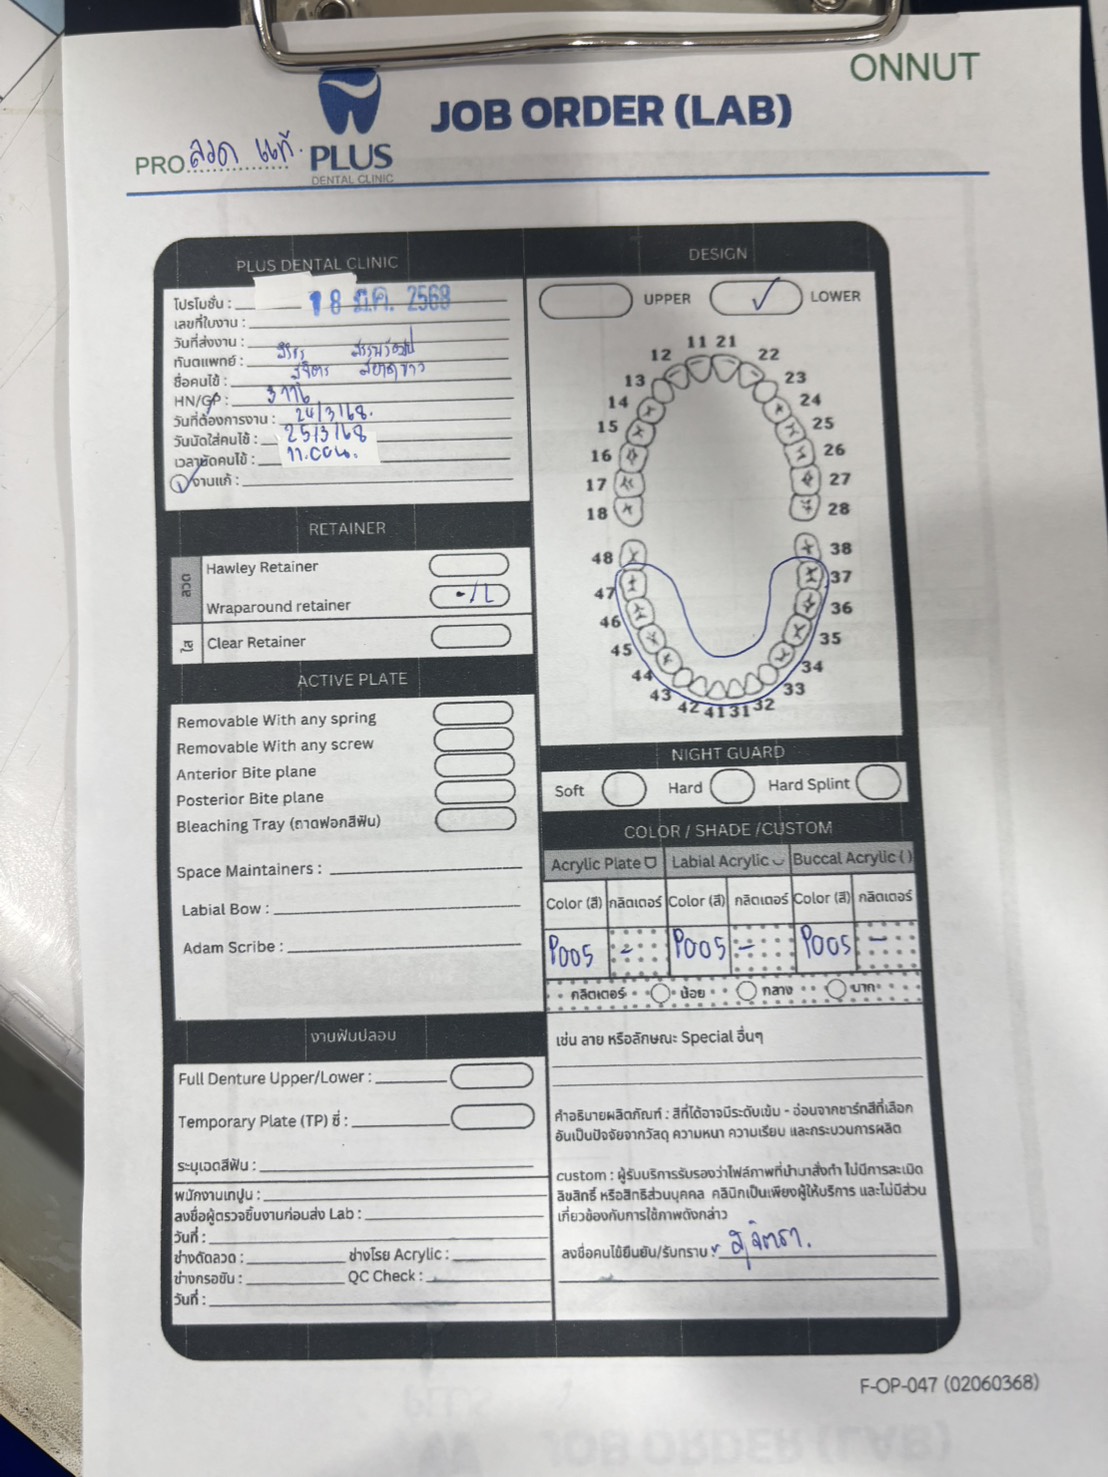 ONNUT
JOB ORDER (LAB)
PRO ลวด แก้. PLUS
DENTAL CLINIC
PLUS DENTAL CLINIC
โปรโมชั่น :
18 มี.ค. 2568
เลขที่ใบงาน :
วันที่ส่งงาน :
ทันตแพทย์ :
ชื่อคนไข้ :
HN/GP :
วันที่ต้องการงาน : 24/3/68.
วันนัดใส่คนไข้ : 25/3/68
เวลานัดคนไข้ : 11.00น.
งานแก้ :
RETAINER
ลวด
Hawley Retainer
Wraparound retainer -/L
ใส
Clear Retainer
ACTIVE PLATE
Removable With any spring
Removable With any screw
Anterior Bite plane
Posterior Bite plane
Bleaching Tray (ถาดฟอกสีฟัน)
Space Maintainers :
Labial Bow :
Adam Scribe :
งานฟันปลอม
Full Denture Upper/Lower :
Temporary Plate (TP) ซี่ :
ระบุเฉดสีฟัน :
พนักงานเทปูน :
ลงชื่อผู้ตรวจชิ้นงานก่อนส่ง Lab :
วันที่ :
ช่างดัดลวด : ช่างโรย Acrylic :
ช่างกรอขัน : QC Check :
วันที่ :
DESIGN
UPPER ✓ LOWER
11 21
12 22
13 23
14 24
15 25
16 26
17 27
18 28
48 38
47 37
46 36
45 35
44 34
43 33
42 41 31 32
NIGHT GUARD
Soft Hard Hard Splint
COLOR / SHADE /CUSTOM
Acrylic Plate Labial Acrylic Buccal Acrylic ( )
Color (สี) กลิตเตอร์ Color (สี) กลิตเตอร์ Color (สี) กลิตเตอร์
P005 - P005 - P005 -
กลิตเตอร์ น้อย กลาง มาก
เช่น ลาย หรือลักษณะ Special อื่นๆ
คำอธิบายผลิตภัณฑ์ : สีที่ได้อาจมีระดับเข้ม - อ่อนจากชาร์ทสีที่เลือก
อันเป็นปัจจัยจากวัสดุ ความหนา ความเรียบ และกระบวนการผลิต
custom : ผู้รับบริการรับรองว่าไฟล์ภาพที่นำมาสั่งทำ ไม่มีการละเมิด
ลิขสิทธิ์ หรือสิทธิส่วนบุคคล คลินิกเป็นเพียงผู้ให้บริการ และไม่มีส่วน
เกี่ยวข้องกับการใช้ภาพดังกล่าว
ลงชื่อคนไข้ยืนยัน/รับทราบ : สุจิตรา.
F-OP-047 (02060368)